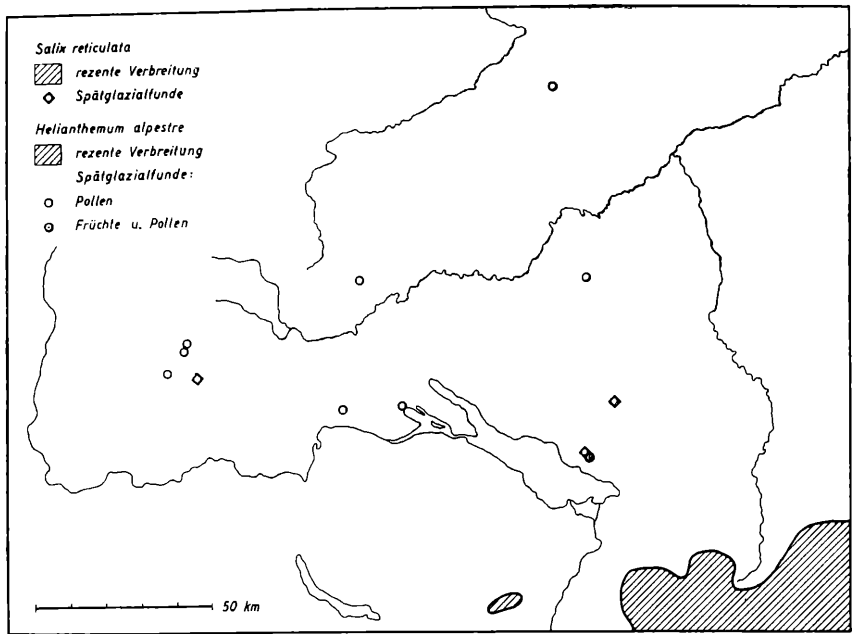 Salix reticulata
rezente Verbreitung
Spätglazialfunde
Helianthemum alpestre
rezente Verbreitung
Spätglazialfunde:
Pollen
Früchte u. Pollen
50 km